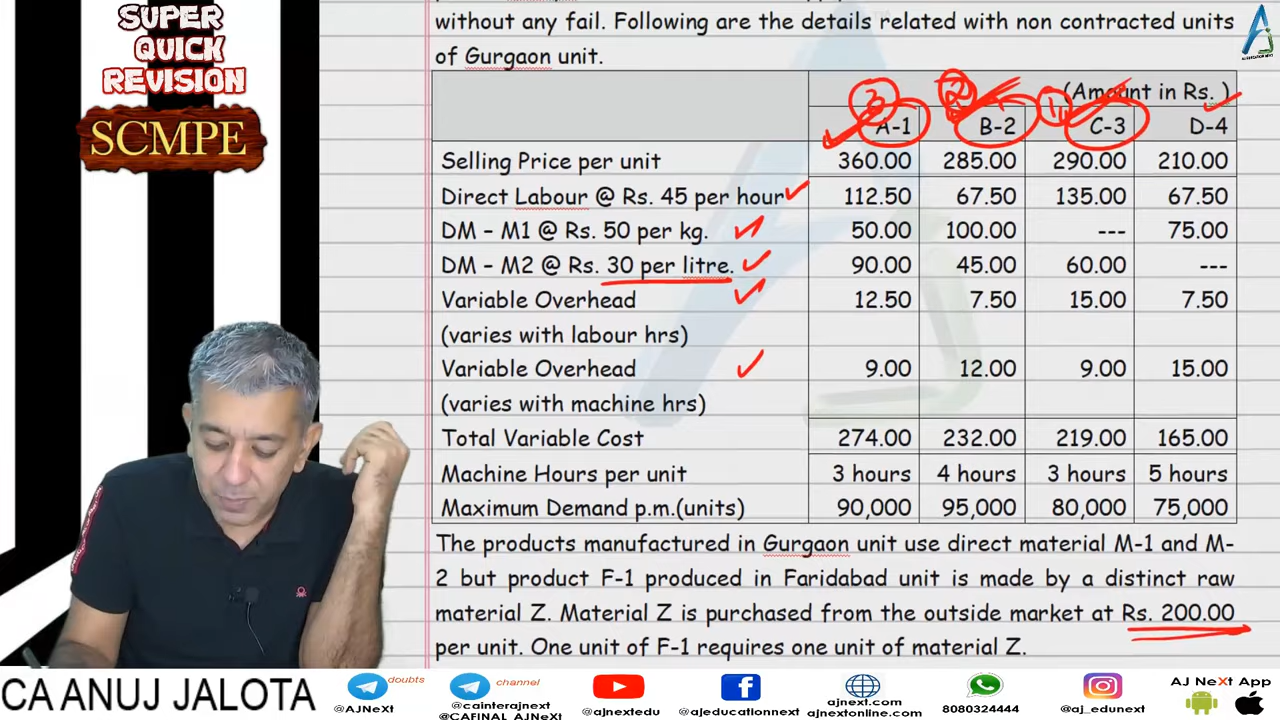 SUPER
QUICK
REVISION
SCMPE
without any fail. Following are the details related with non contracted units
of Gurgaon unit.
(Amount in Rs. )
3 2 1
A-1 B-2 C-3 D-4
Selling Price per unit 360.00 285.00 290.00 210.00
Direct Labour @ Rs. 45 per hour 112.50 67.50 135.00 67.50
DM – M1 @ Rs. 50 per kg. 50.00 100.00 --- 75.00
DM – M2 @ Rs. 30 per litre. 90.00 45.00 60.00 ---
Variable Overhead 12.50 7.50 15.00 7.50
(varies with labour hrs)
Variable Overhead 9.00 12.00 9.00 15.00
(varies with machine hrs)
Total Variable Cost 274.00 232.00 219.00 165.00
Machine Hours per unit 3 hours 4 hours 3 hours 5 hours
Maximum Demand p.m.(units) 90,000 95,000 80,000 75,000
The products manufactured in Gurgaon unit use direct material M-1 and M-
2 but product F-1 produced in Faridabad unit is made by a distinct raw
material Z. Material Z is purchased from the outside market at Rs. 200.00
per unit. One unit of F-1 requires one unit of material Z.
CA ANUJ JALOTA
doubts
@AJNeXt
channel
@cainterajnext
@CAFINAL_AJNeXt
@ajnextedu
@ajeducationnext
ajnext.com
ajnextonline.com
8080324444
@aj_edunext
AJ NeXt App